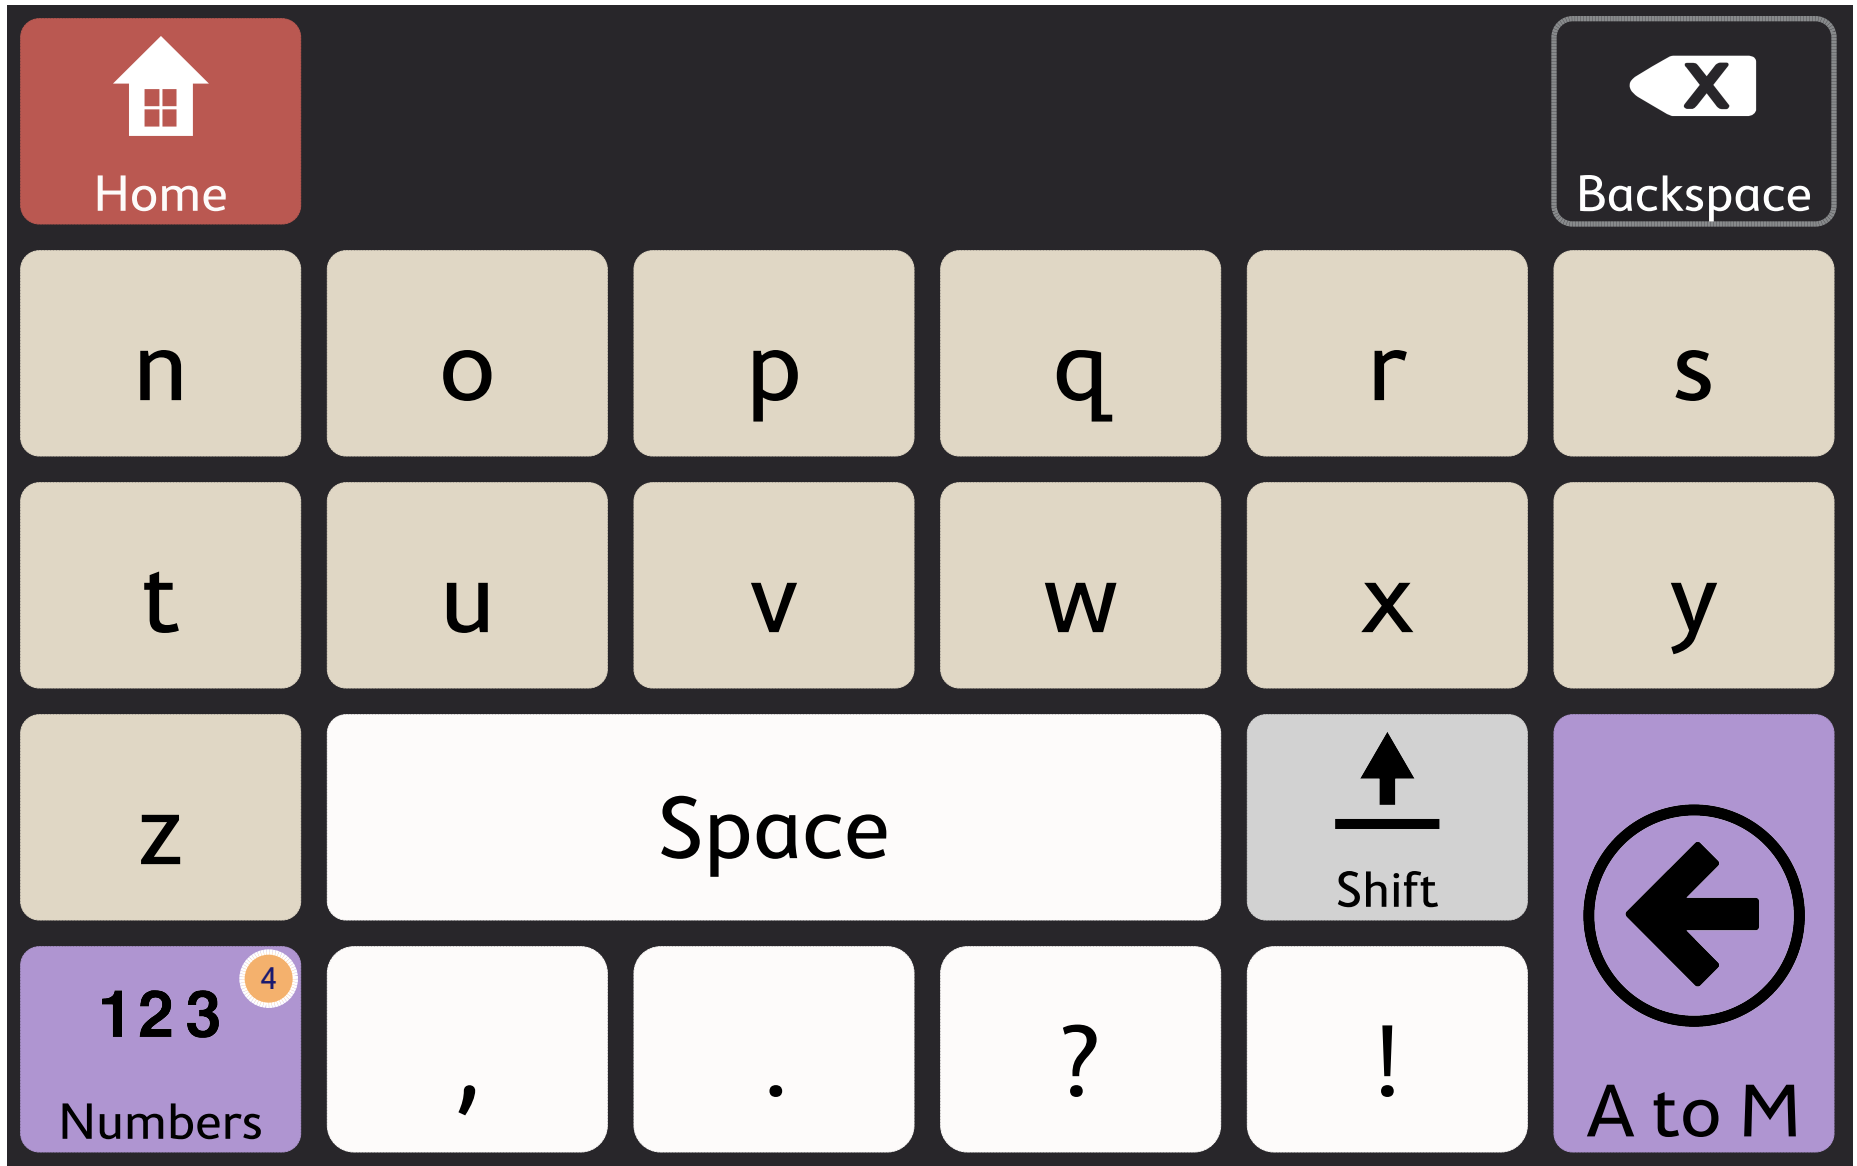 Home
X
Backspace
n o p q r s
t u v w x y
z Space Shift
123 4
Numbers , . ? ! A to M